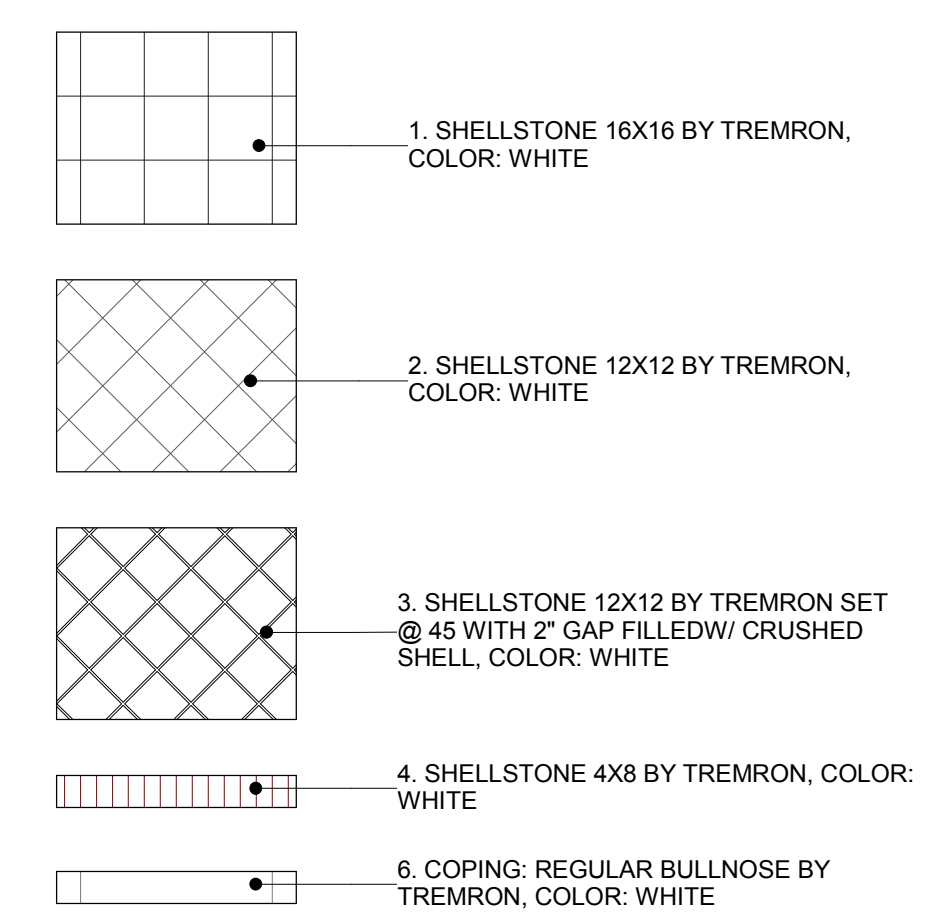 1. SHELLSTONE 16X16 BY TREMRON,
COLOR: WHITE
2. SHELLSTONE 12X12 BY TREMRON,
COLOR: WHITE
3. SHELLSTONE 12X12 BY TREMRON SET
@ 45 WITH 2" GAP FILLEDW/ CRUSHED
SHELL, COLOR: WHITE
4. SHELLSTONE 4X8 BY TREMRON, COLOR:
WHITE
6. COPING: REGULAR BULLNOSE BY
TREMRON, COLOR: WHITE